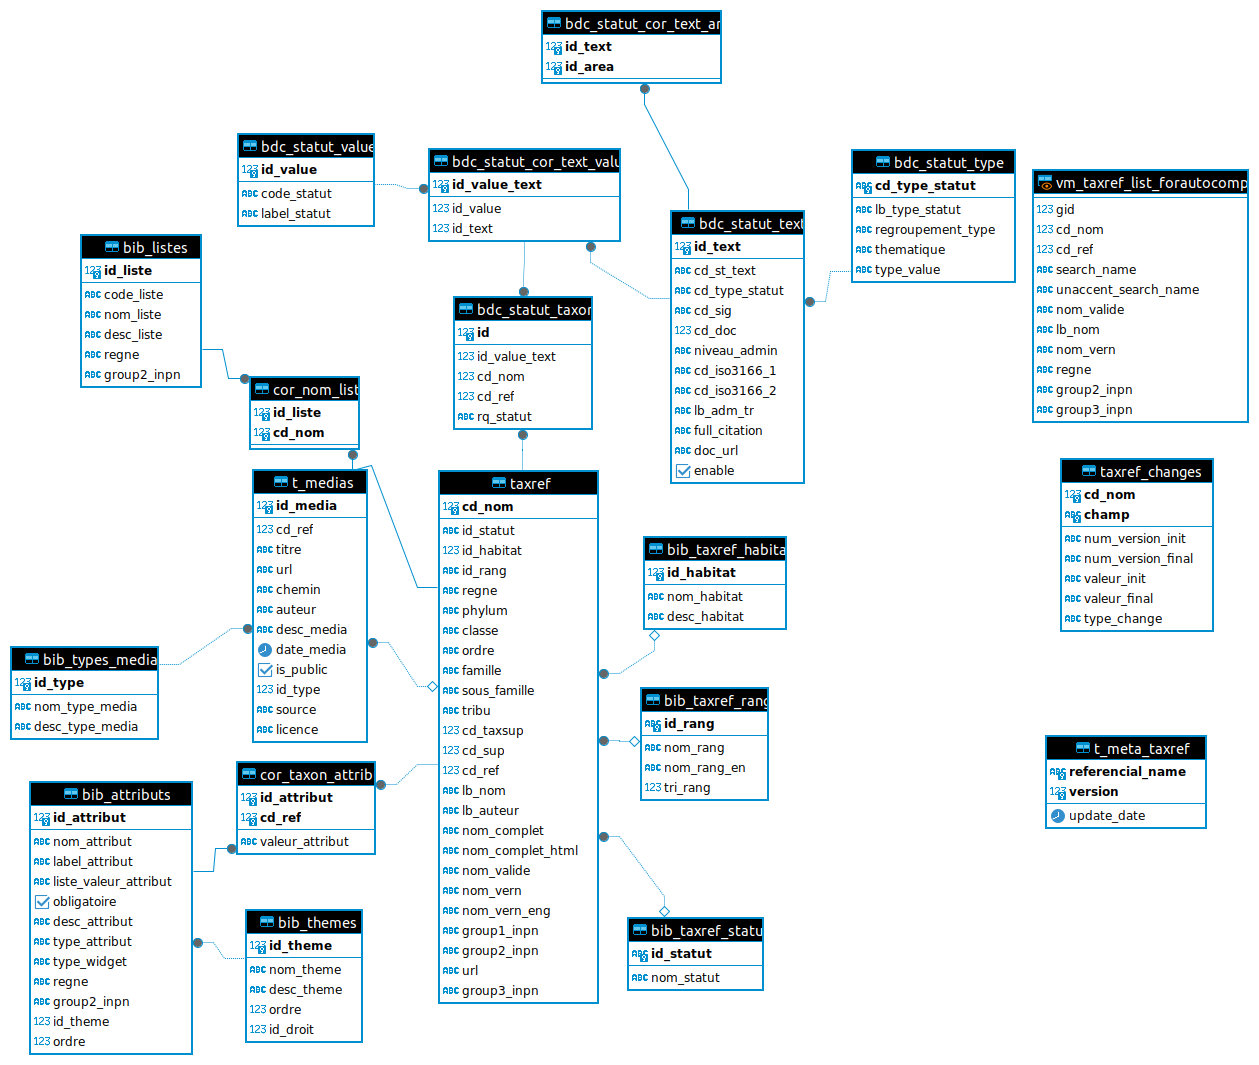 bdc_statut_cor_text_ar
id_text
id_area
bdc_statut_value
id_value
code_statut
label_statut
bdc_statut_cor_text_valu
id_value_text
id_value
id_text
bdc_statut_type
cd_type_statut
lb_type_statut
regroupement_type
thematique
type_value
vm_taxref_list_forautocomp
gid
cd_nom
cd_ref
search_name
unaccent_search_name
nom_valide
lb_nom
nom_vern
regne
group2_inpn
group3_inpn
bdc_statut_text
id_text
cd_st_text
cd_type_statut
cd_sig
cd_doc
niveau_admin
cd_iso3166_1
cd_iso3166_2
lb_adm_tr
full_citation
doc_url
enable
bib_listes
id_liste
code_liste
nom_liste
desc_liste
regne
group2_inpn
bdc_statut_taxon
id
id_value_text
cd_nom
cd_ref
rq_statut
cor_nom_list
id_liste
cd_nom
t_medias
id_media
cd_ref
titre
url
chemin
auteur
desc_media
date_media
is_public
id_type
source
licence
taxref
cd_nom
id_statut
id_habitat
id_rang
regne
phylum
classe
ordre
famille
sous_famille
tribu
cd_taxsup
cd_sup
cd_ref
lb_nom
lb_auteur
nom_complet
nom_complet_html
nom_valide
nom_vern
nom_vern_eng
group1_inpn
group2_inpn
url
group3_inpn
taxref_changes
cd_nom
champ
num_version_init
num_version_final
valeur_init
valeur_final
type_change
bib_taxref_habita
id_habitat
nom_habitat
desc_habitat
bib_types_media
id_type
nom_type_media
desc_type_media
bib_taxref_rang
id_rang
nom_rang
nom_rang_en
tri_rang
t_meta_taxref
referencial_name
version
update_date
cor_taxon_attrib
id_attribut
cd_ref
valeur_attribut
bib_attributs
id_attribut
nom_attribut
label_attribut
liste_valeur_attribut
obligatoire
desc_attribut
type_attribut
type_widget
regne
group2_inpn
id_theme
ordre
bib_themes
id_theme
nom_theme
desc_theme
ordre
id_droit
bib_taxref_statu
id_statut
nom_statut